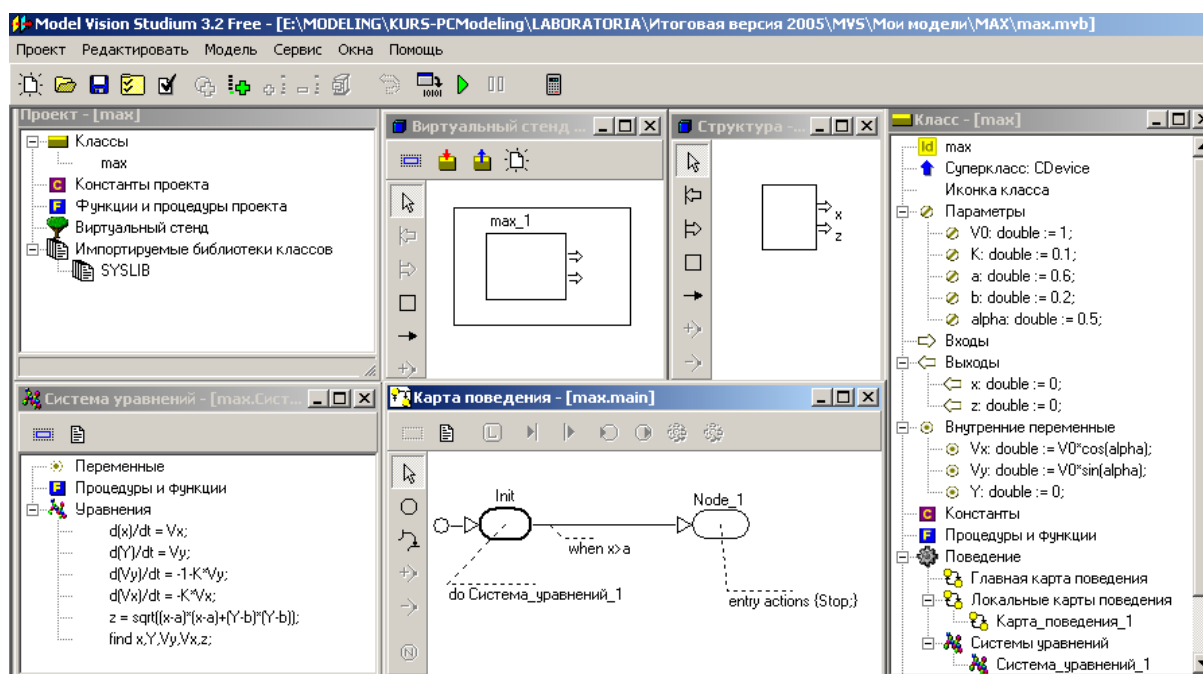 Model Vision Studium 3.2 Free - [E:\MODELING\KURS-PCModeling\LABORATORIA\Итоговая версия 2005\MVS\Мои модели\MAX\max.mvb]
Проект Редактировать Модель Сервис Окна Помощь
Проект - [max]
Классы
max
Константы проекта
Функции и процедуры проекта
Виртуальный стенд
Импортируемые библиотеки классов
SYSLIB
Виртуальный стенд ...
max_1
Структура -...
x
z
Класс - [max]
max
Суперкласс: CDevice
Иконка класса
Параметры
V0: double := 1;
K: double := 0.1;
a: double := 0.6;
b: double := 0.2;
alpha: double := 0.5;
Входы
Выходы
x: double := 0;
z: double := 0;
Внутренние переменные
Vx: double := V0*cos(alpha);
Vy: double := V0*sin(alpha);
Y: double := 0;
Константы
Процедуры и функции
Поведение
Главная карта поведения
Локальные карты поведения
Карта_поведения_1
Системы уравнений
Система_уравнений_1
Система уравнений - [max.Сист...
Переменные
Процедуры и функции
Уравнения
d(x)/dt = Vx;
d(Y)/dt = Vy;
d(Vy)/dt = -1-K*Vy;
d(Vx)/dt = -K*Vx;
z = sqrt((x-a)*(x-a)+(Y-b)*(Y-b));
find x,Y,Vy,Vx,z;
Карта поведения - [max.main]
Init
Node_1
when x>a
do Система_уравнений_1
entry actions {Stop;}